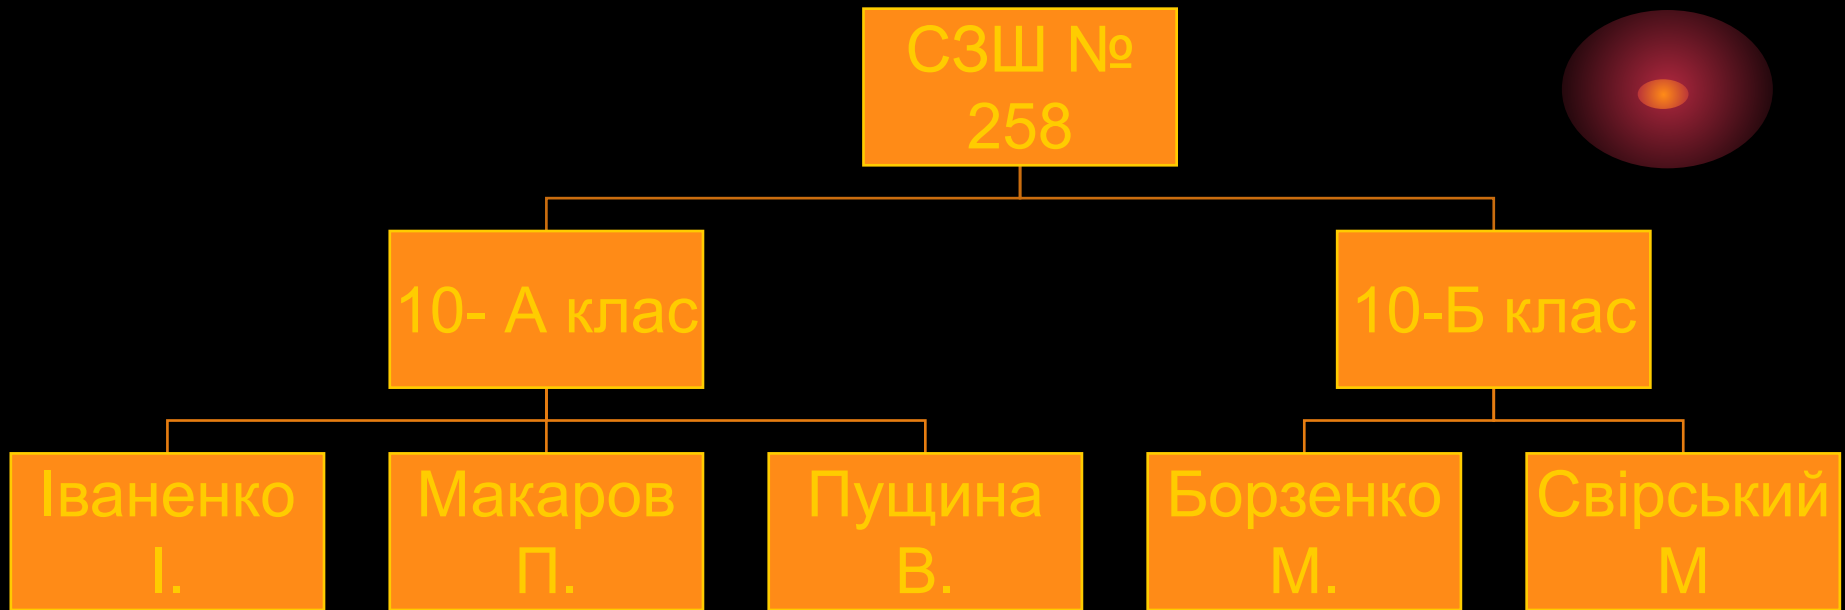 СЗШ №
258
10- А клас
10-Б клас
Іваненко
І.
Макаров
П.
Пущина
В.
Борзенко
М.
Свірський
М